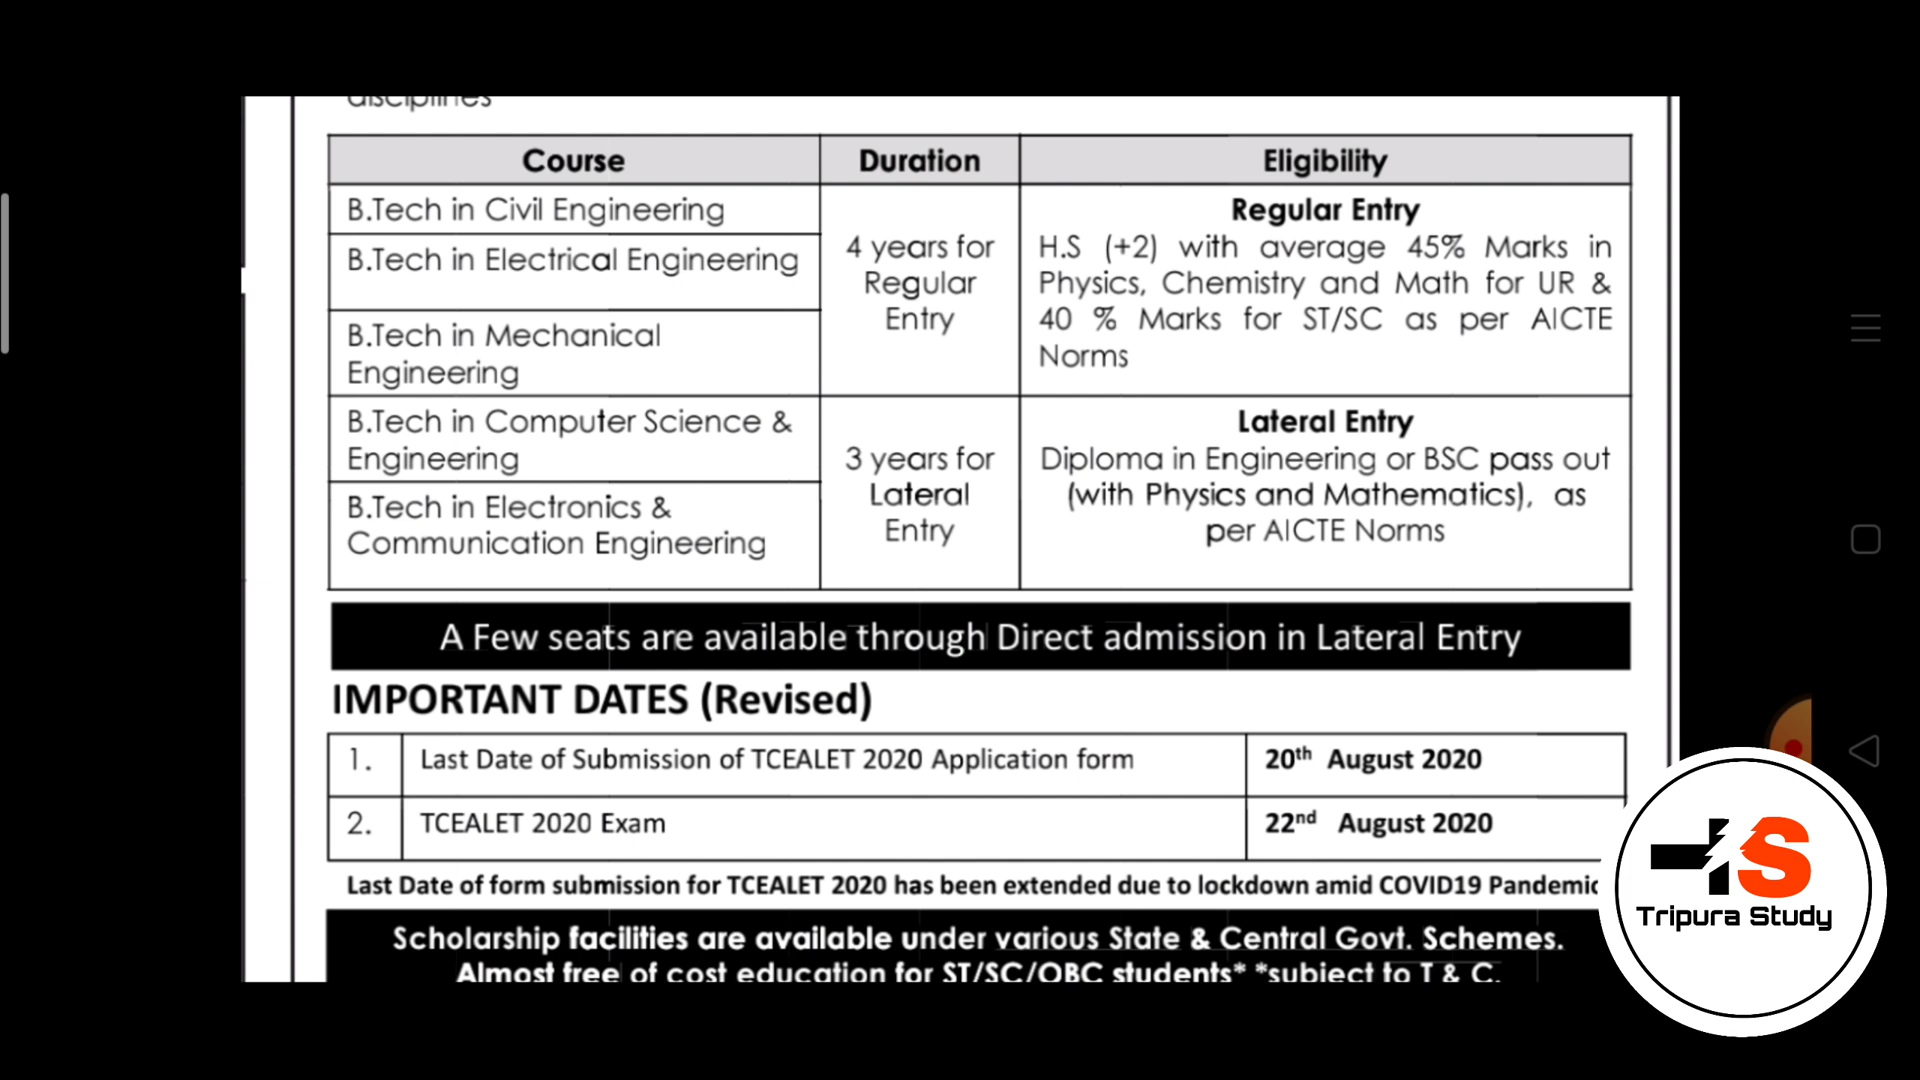 disciplines
Course Duration Eligibility
B.Tech in Civil Engineering
B.Tech in Electrical Engineering
B.Tech in Mechanical
Engineering
B.Tech in Computer Science &
Engineering
B.Tech in Electronics &
Communication Engineering
4 years for
Regular
Entry
3 years for
Lateral
Entry
Regular Entry
H.S (+2) with average 45% Marks in
Physics, Chemistry and Math for UR &
40 % Marks for ST/SC as per AICTE
Norms
Lateral Entry
Diploma in Engineering or BSC pass out
(with Physics and Mathematics), as
per AICTE Norms
A Few seats are available through Direct admission in Lateral Entry
IMPORTANT DATES (Revised)
1. Last Date of Submission of TCEALET 2020 Application form 20th August 2020
2. TCEALET 2020 Exam 22nd August 2020
Last Date of form submission for TCEALET 2020 has been extended due to lockdown amid COVID19 Pandemic
Scholarship facilities are available under various State & Central Govt. Schemes.
Almost free of cost education for ST/SC/OBC students* *subject to T & C.
S
Tripura Study